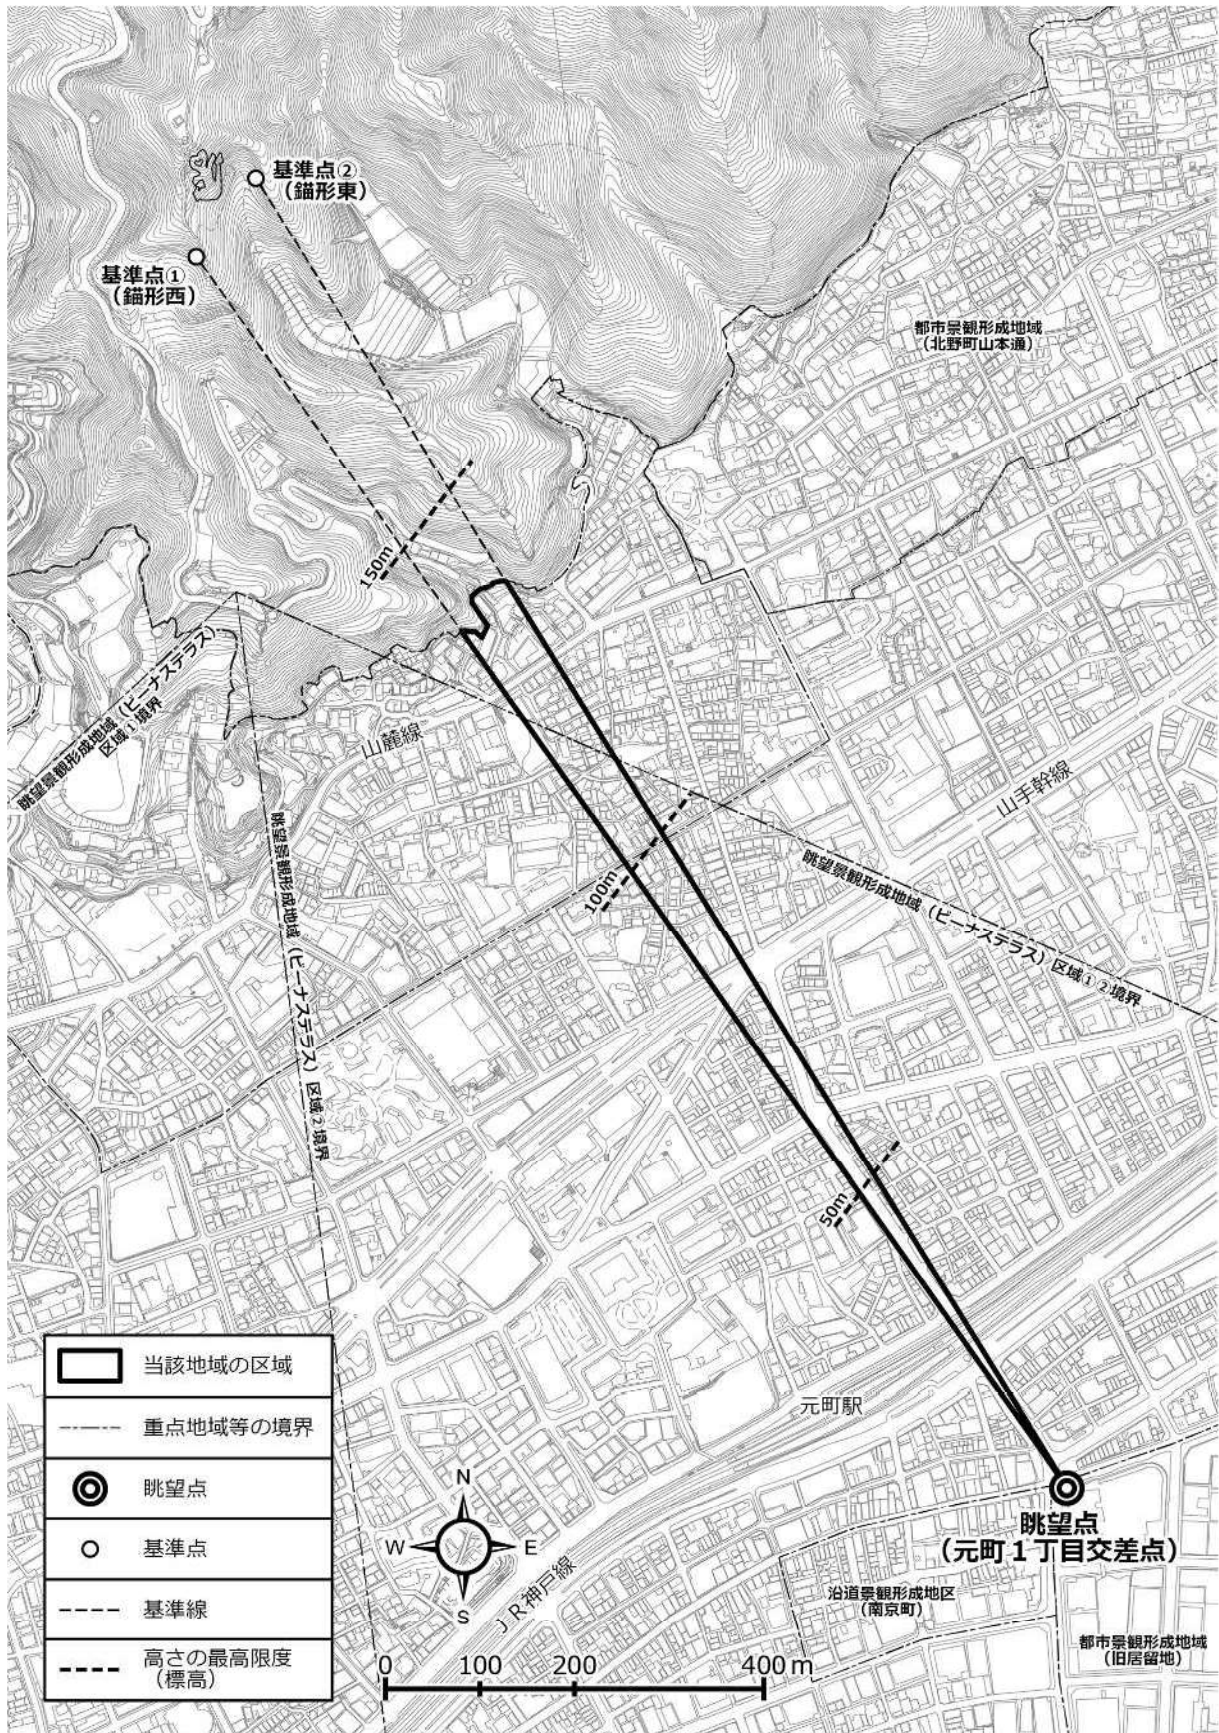 基準点②
（錨形東）
基準点①
（錨形西）
都市景観形成地域
（北野町山本通）
150m
眺望景観形成地域（ビーナステラス）
区域①境界
山麓線
山手幹線
眺望景観形成地域（ビーナステラス）区域②境界
100m
眺望景観形成地域（ビーナステラス）区域①②境界
50m
元町駅
眺望点
（元町１丁目交差点）
沿道景観形成地区
（南京町）
都市景観形成地域
（旧居留地）
ＪＲ神戸線
当該地域の区域
重点地域等の境界
眺望点
基準点
基準線
高さの最高限度
（標高）
N
W
E
S
0 100 200 400m